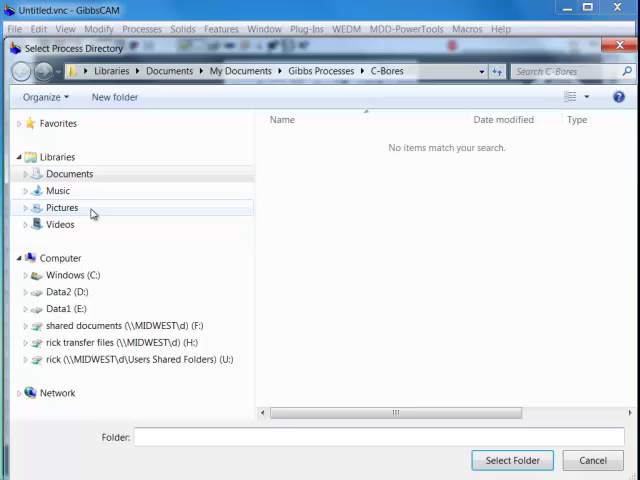 Untitled.vnc - GibbsCAM
File Edit View Modify Processes Solids Features Window Plug-Ins WEDM MDD-PowerTools Macros Help
Select Process Directory
Libraries Documents My Documents Gibbs Processes C-Bores Search C-Bores
Organize New folder
Name Date modified Type
Favorites
No items match your search.
Libraries
Documents
Music
Pictures
Videos
Computer
Windows (C:)
Data2 (D:)
Data1 (E:)
shared documents (\\MIDWEST\d) (F:)
rick transfer files (\\MIDWEST\d) (H:)
rick (\\MIDWEST\d\Users Shared Folders) (U:)
Network
Folder:
Select Folder Cancel